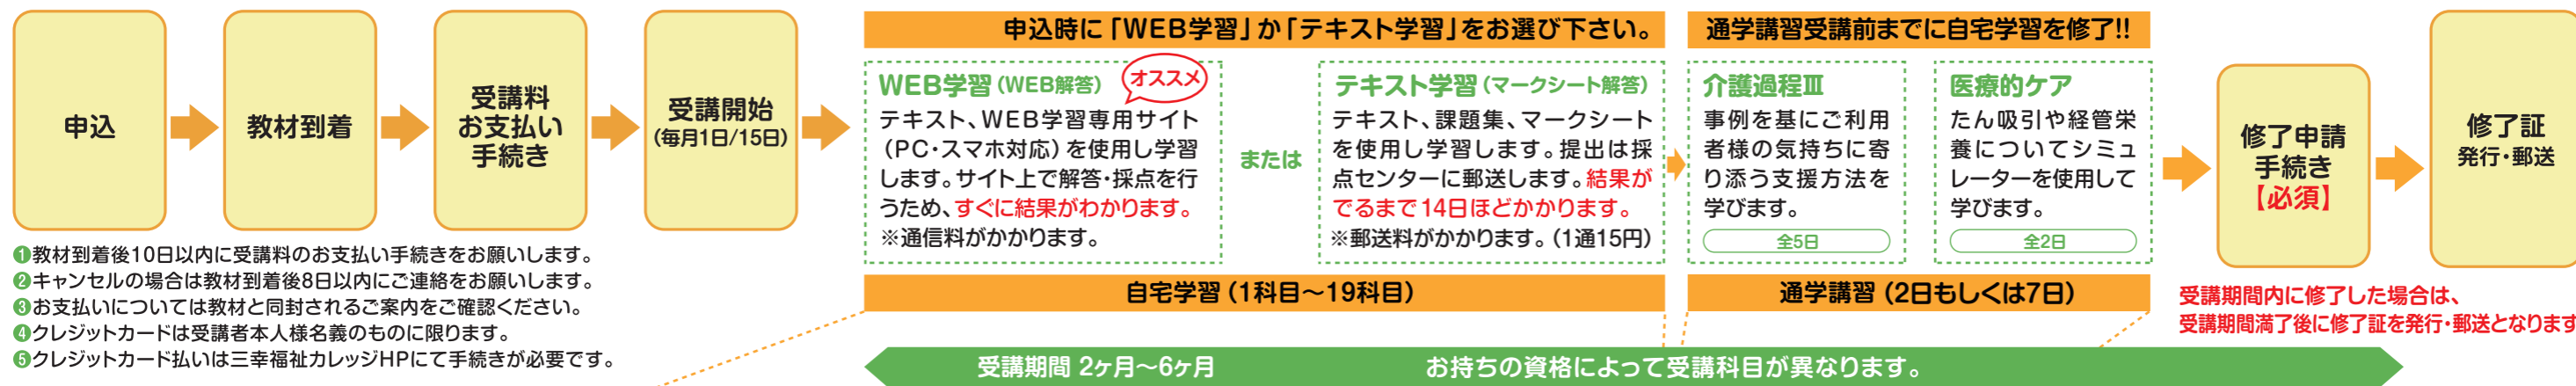 申込
教材到着
受講料
お支払い
手続き
受講開始
(毎月1日/15日)
申込時に「WEB学習」か「テキスト学習」をお選び下さい。
WEB学習(WEB解答)
オススメ
テキスト、WEB学習専用サイト
(PC・スマホ対応)を使用し学習
します。サイト上で解答・採点を行
うため、すぐに結果がわかります。
※通信料がかかります。
または
テキスト学習(マークシート解答)
テキスト、課題集、マークシート
を使用し学習します。提出は採
点センターに郵送します。結果が
でるまで14日ほどかかります。
※郵送料がかかります。(1通15円)
自宅学習(1科目～19科目)
通学講習受講前までに自宅学習を修了!!
介護過程Ⅲ
事例を基にご利用
者様の気持ちに寄
り添う支援方法を
学びます。
全5日
医療的ケア
たん吸引や経管栄
養についてシミュ
レーターを使用して
学びます。
全2日
通学講習(2日もしくは7日)
修了申請
手続き
【必須】
修了証
発行・郵送
受講期間内に修了した場合は、
受講期間満了後に修了証を発行・郵送となります
❶教材到着後10日以内に受講料のお支払い手続きをお願いします。
❷キャンセルの場合は教材到着後8日以内にご連絡をお願いします。
❸お支払いについては教材と同封されるご案内をご確認ください。
❹クレジットカードは受講者本人様名義のものに限ります。
❺クレジットカード払いは三幸福祉カレッジHPにて手続きが必要です。
受講期間 2ヶ月～6ヶ月
お持ちの資格によって受講科目が異なります。